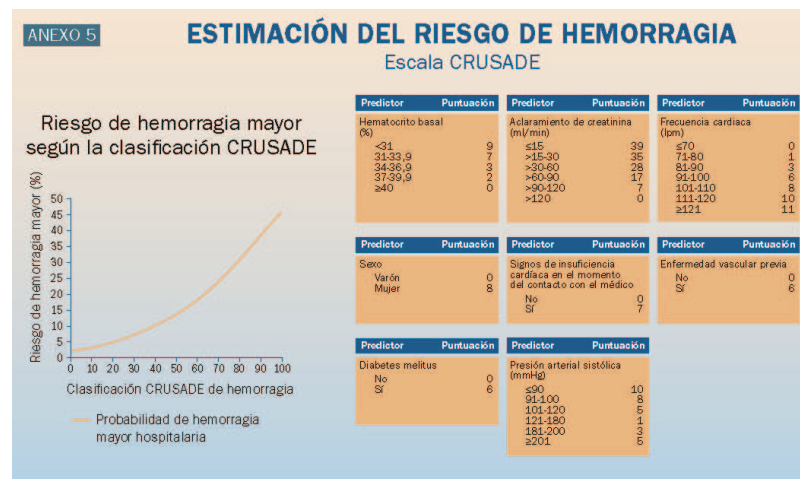 ANEXO 5
ESTIMACIÓN DEL RIESGO DE HEMORRAGIA
Escala CRUSADE
Riesgo de hemorragia mayor
según la clasificación CRUSADE
Riesgo de hemorragia mayor (%)
50
45
40
35
30
25
20
15
10
5
0
0 10 20 30 40 50 60 70 80 90 100
Clasificación CRUSADE de hemorragia
Probabilidad de hemorragia
mayor hospitalaria
Predictor Puntuación
Hematocrito basal
(%)
<31 9
31-33,9 7
34-36,9 3
37-39,9 2
≥40 0
Predictor Puntuación
Aclaramiento de creatinina
(ml/min)
≤15 39
>15-30 35
>30-60 28
>60-90 17
>90-120 7
>120 0
Predictor Puntuación
Frecuencia cardiaca
(lpm)
≤70 0
71-80 1
81-90 3
91-100 6
101-110 8
111-120 10
≥121 11
Predictor Puntuación
Sexo
Varón 0
Mujer 8
Predictor Puntuación
Signos de insuficiencia
cardíaca en el momento
del contacto con el médico
No 0
Sí 7
Predictor Puntuación
Enfermedad vascular previa
No 0
Sí 6
Predictor Puntuación
Diabetes melitus
No 0
Sí 6
Predictor Puntuación
Presión arterial sistólica
(mmHg)
≤90 10
91-100 8
101-120 5
121-180 1
181-200 3
≥201 5